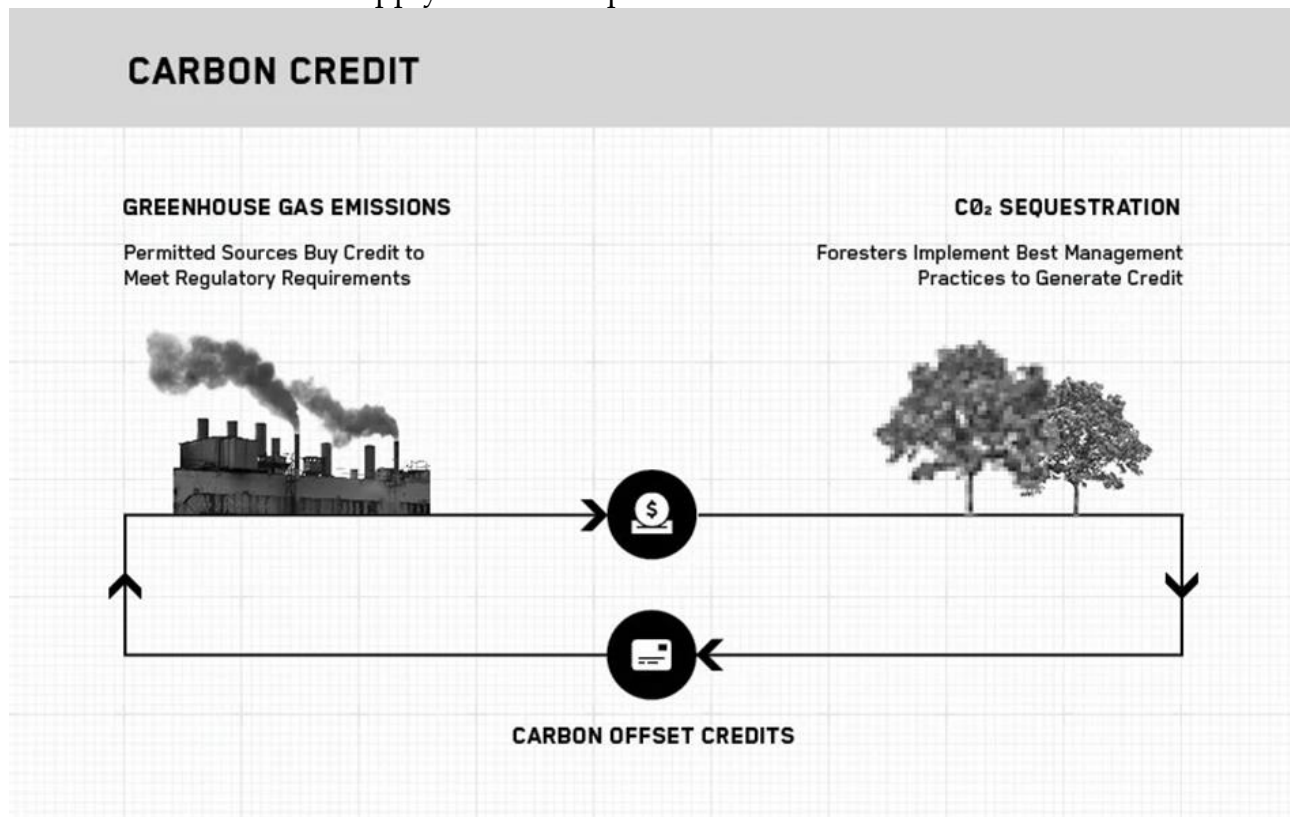 CARBON CREDIT
GREENHOUSE GAS EMISSIONS
Permitted Sources Buy Credit to
Meet Regulatory Requirements
CO₂ SEQUESTRATION
Foresters Implement Best Management
Practices to Generate Credit
$
CARBON OFFSET CREDITS